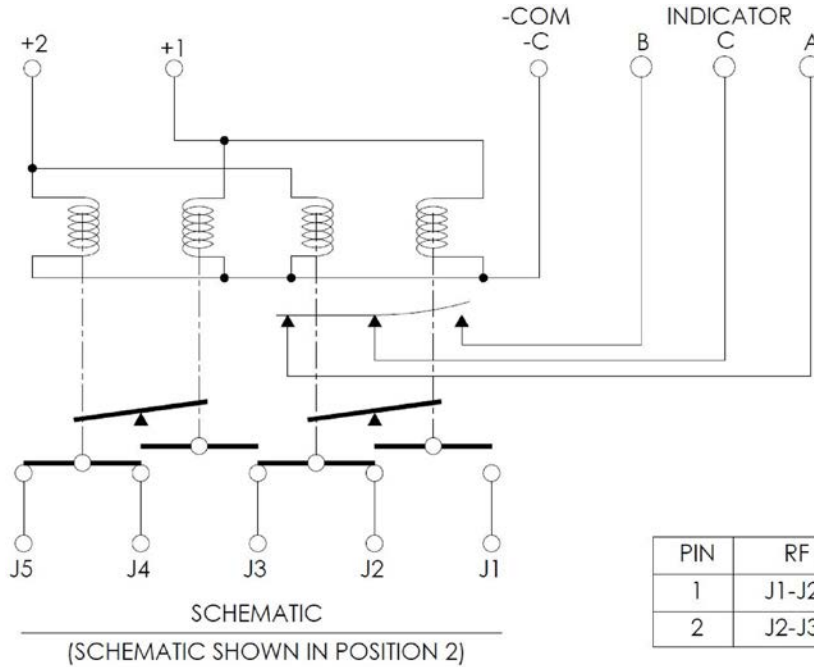 -COM
INDICATOR
+2
+1
-C
B
C
A
J5
J4
J3
J2
J1
SCHEMATIC
(SCHEMATIC SHOWN IN POSITION 2)
PIN RF
1 J1-J2
2 J2-J3